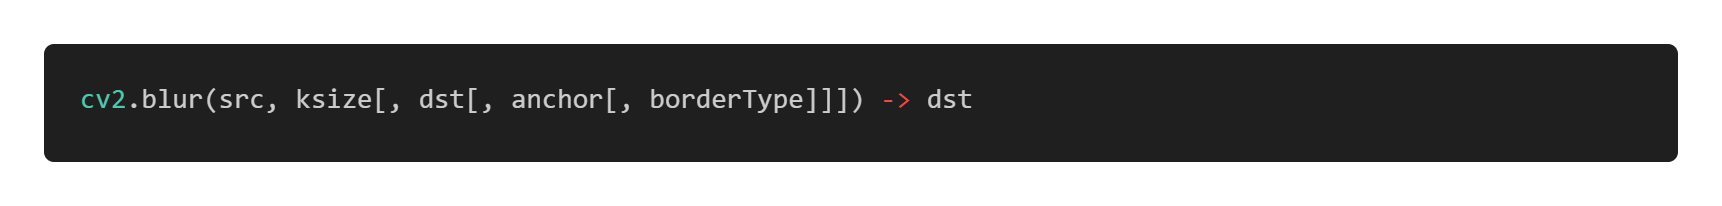 cv2.blur(src, ksize[, dst[, anchor[, borderType]]]) -> dst